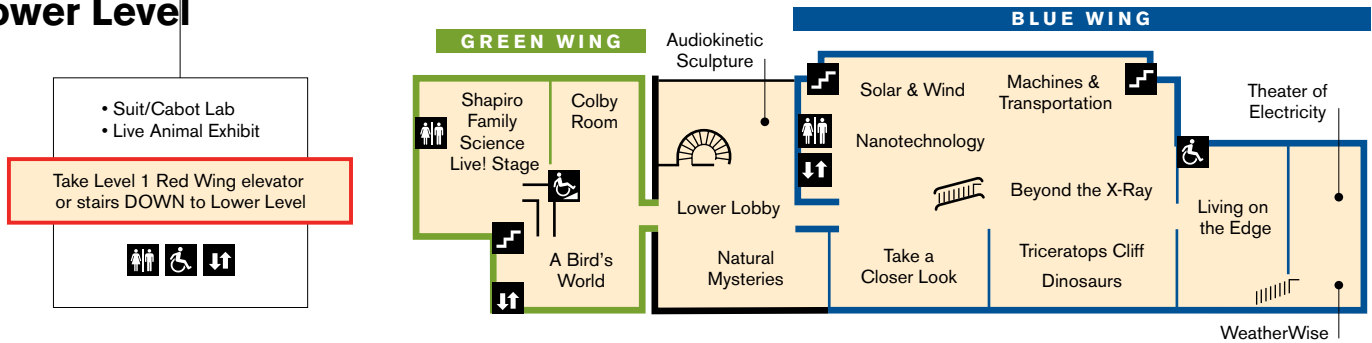 ower Level
• Suit/Cabot Lab
• Live Animal Exhibit
Take Level 1 Red Wing elevator
or stairs DOWN to Lower Level
GREEN WING
BLUE WING
Audiokinetic
Sculpture
Shapiro
Family
Science
Live! Stage
Colby
Room
A Bird's
World
Lower Lobby
Natural
Mysteries
Solar & Wind
Machines &
Transportation
Nanotechnology
Beyond the X-Ray
Take a
Closer Look
Triceratops Cliff
Dinosaurs
Living on
the Edge
Theater of
Electricity
WeatherWise